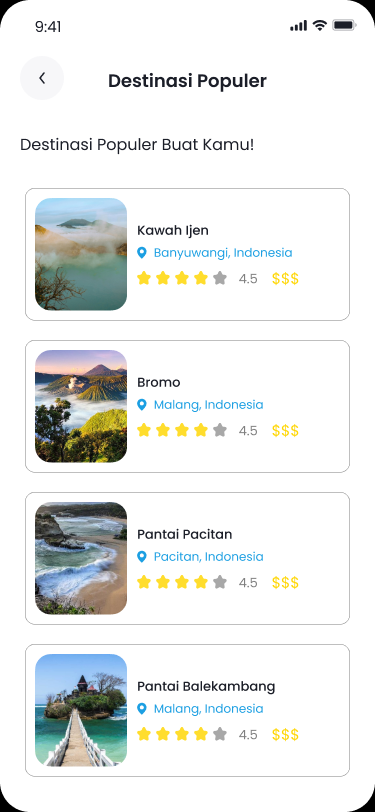 9:41
Destinasi Populer
Destinasi Populer Buat Kamu!
Kawah Ijen
Banyuwangi, Indonesia
4.5 $$$
Bromo
Malang, Indonesia
4.5 $$$
Pantai Pacitan
Pacitan, Indonesia
4.5 $$$
Pantai Balekambang
Malang, Indonesia
4.5 $$$